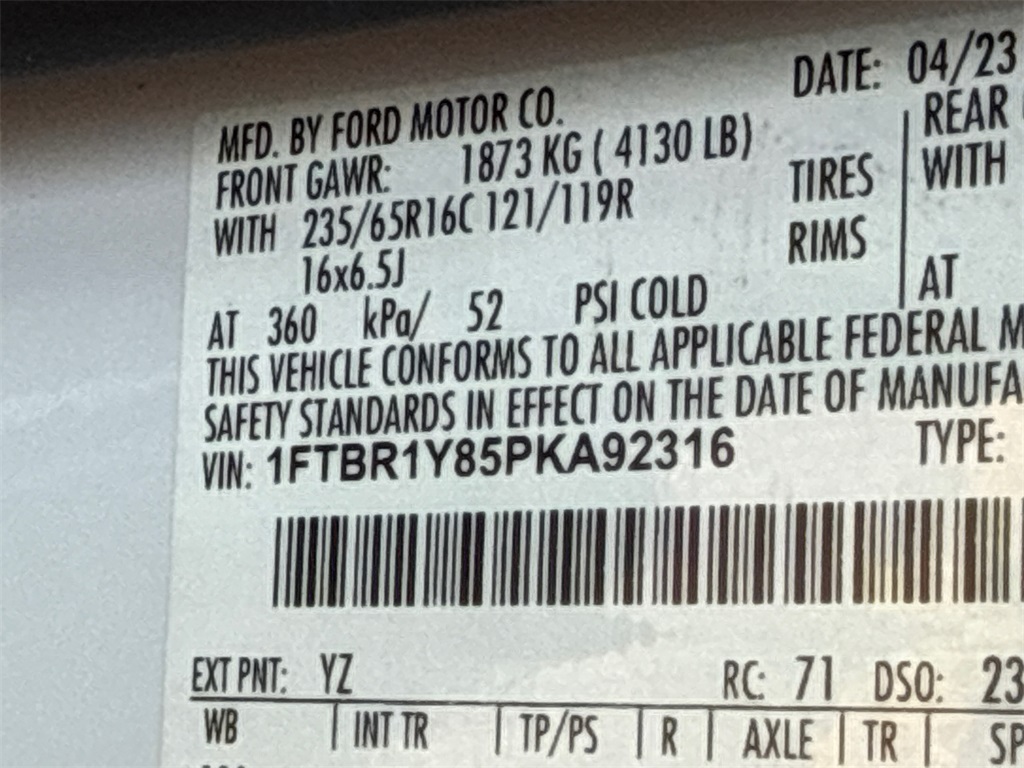 DATE: 04/23
MFD. BY FORD MOTOR CO.
FRONT GAWR: 1873 KG ( 4130 LB) REAR
WITH 235/65R16C 121/119R TIRES WITH
16x6.5J RIMS
AT 360 kPa/ 52 PSI COLD AT
THIS VEHICLE CONFORMS TO ALL APPLICABLE FEDERAL M
SAFETY STANDARDS IN EFFECT ON THE DATE OF MANUFA
VIN: 1FTBR1Y85PKA92316 TYPE:
EXT PNT: YZ RC: 71 DSO: 23
WB INT TR TP/PS R AXLE TR SP